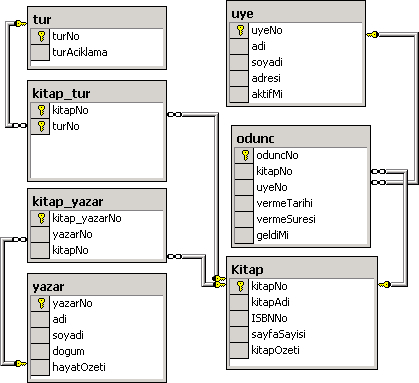 tur
turNo
turAciklama
kitap_tur
kitapNo
turNo
kitap_yazar
kitap_yazarNo
yazarNo
kitapNo
yazar
yazarNo
adi
soyadi
dogum
hayatOzeti
uye
uyeNo
adi
soyadi
adresi
aktifMi
odunc
oduncNo
kitapNo
uyeNo
vermeTarihi
vermeSuresi
geldiMi
Kitap
kitapNo
kitapAdi
ISBNNo
sayfaSayisi
kitapOzeti